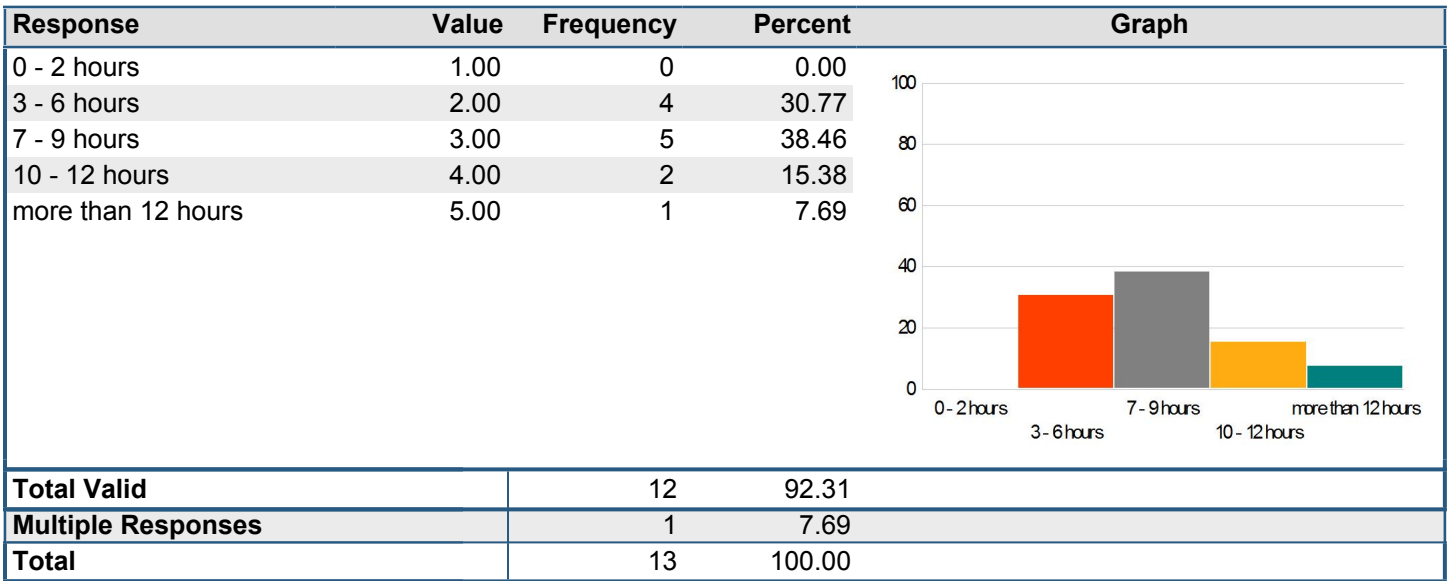 Response Value Frequency Percent Graph
0 - 2 hours 1.00 0 0.00
3 - 6 hours 2.00 4 30.77
7 - 9 hours 3.00 5 38.46
10 - 12 hours 4.00 2 15.38
more than 12 hours 5.00 1 7.69
100
80
60
40
20
0
0 - 2 hours 7 - 9 hours more than 12 hours
3 - 6 hours 10 - 12 hours
Total Valid 12 92.31
Multiple Responses 1 7.69
Total 13 100.00